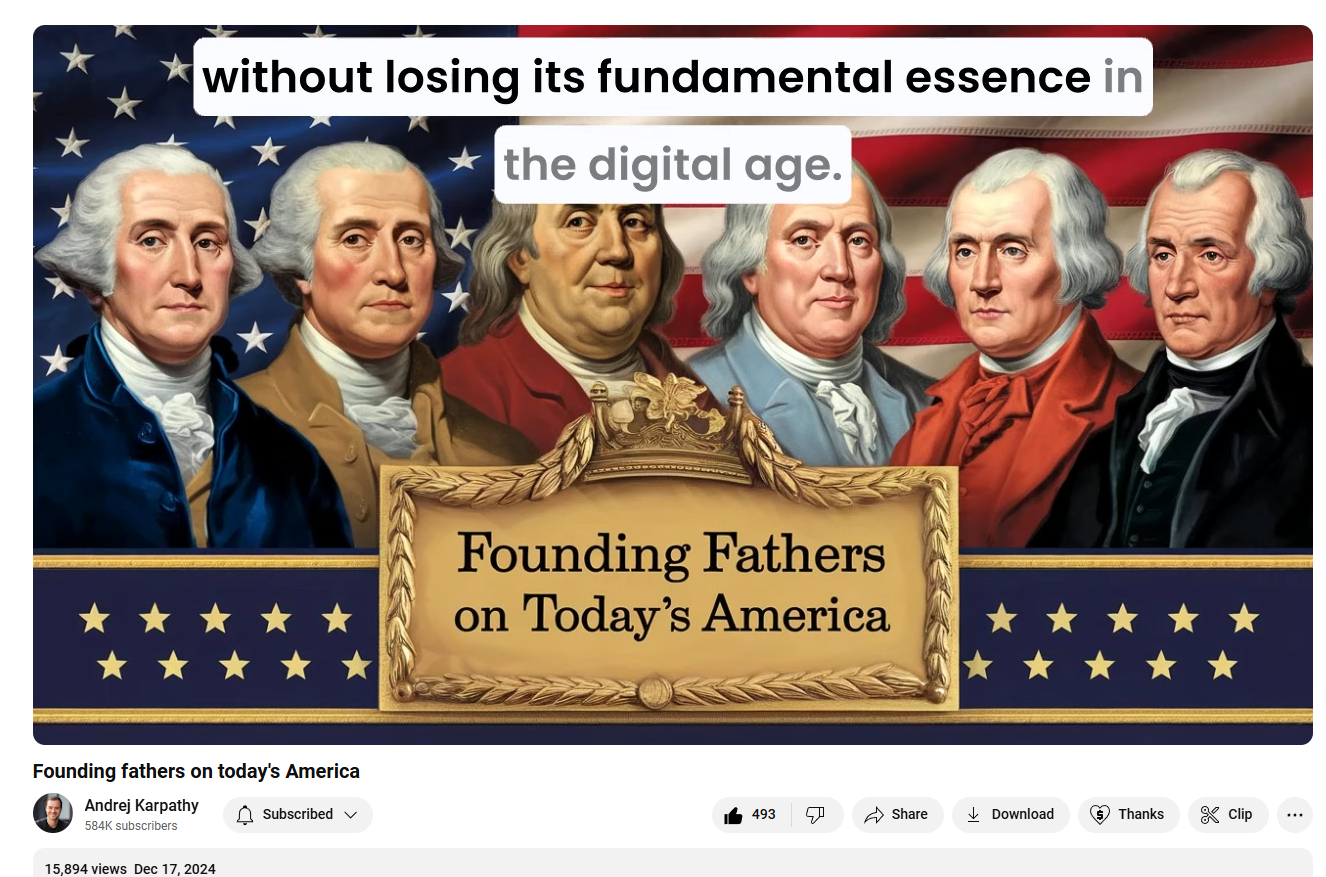 without losing its fundamental essence in
the digital age.
Founding Fathers
on Today's America
Founding fathers on today's America
Andrej Karpathy
584K subscribers
Subscribed
493
Share
Download
Thanks
Clip
15,894 views Dec 17, 2024